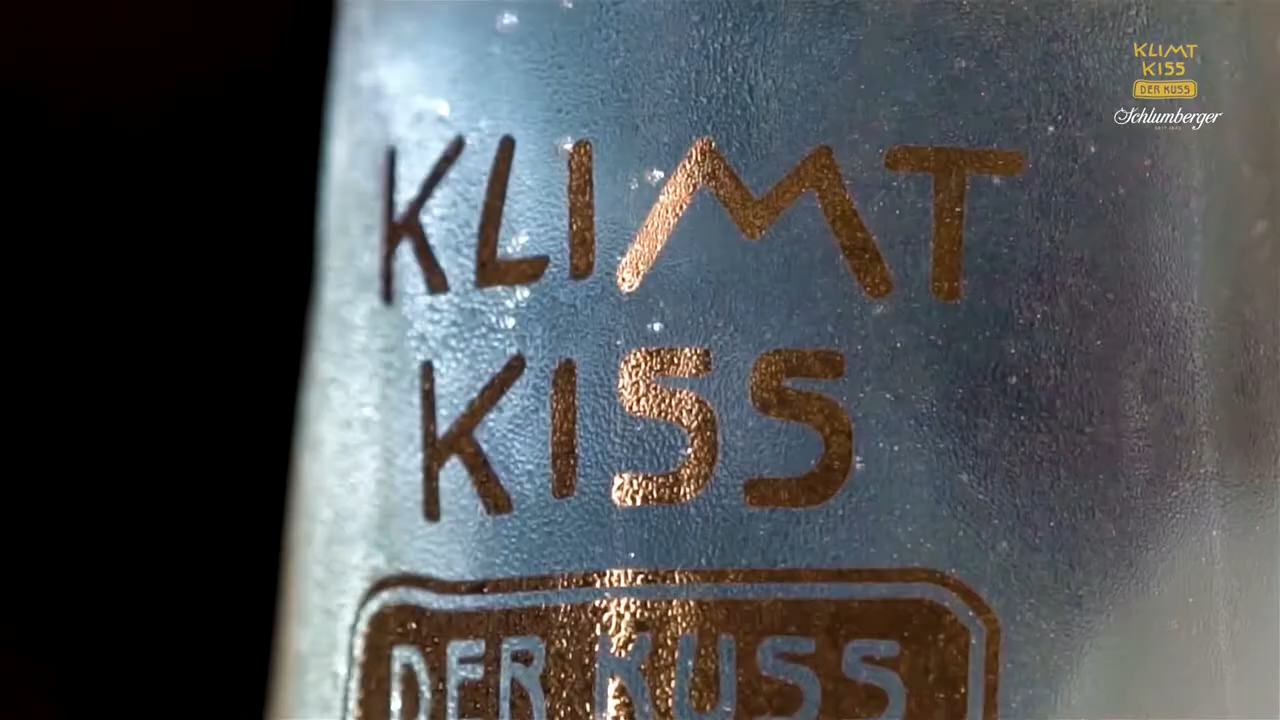 KLIMT
KISS
DER KUSS
KLIMT
KISS
DER KUSS
Schlumberger